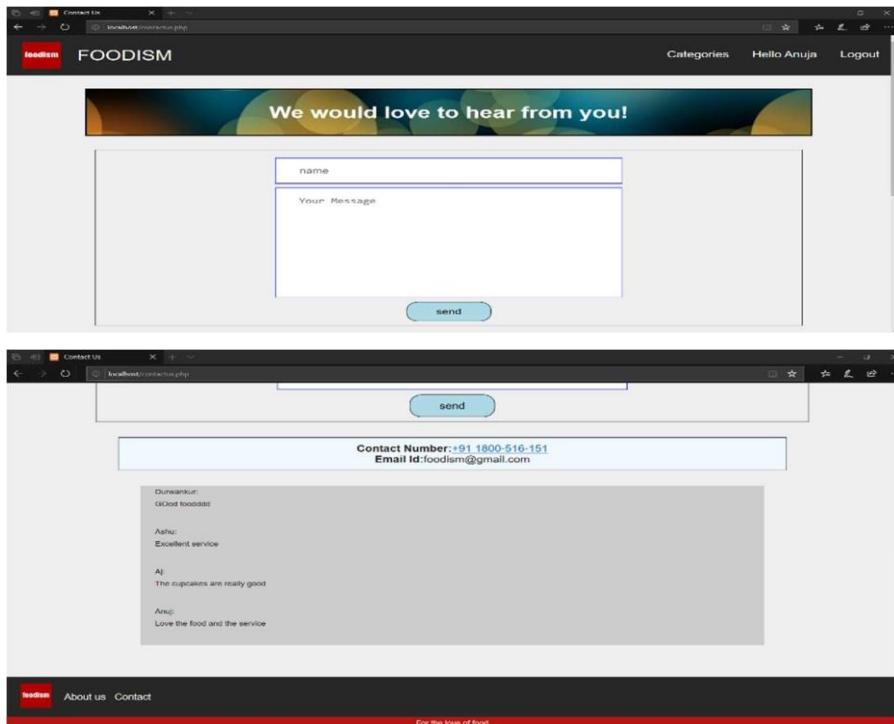 Contact Us
localhost/contactus.php
foodism FOODISM Categories Hello Anuja Logout
We would love to hear from you!
name
Your Message
send
Contact Us
localhost/contactus.php
send
Contact Number:+91 1800-516-151
Email Id:foodism@gmail.com
Durwankur:
GOod foodddd
Ashu:
Excellent service
Aj:
The cupcakes are really good
Anuj:
Love the food and the service
foodism About us Contact
For the love of food